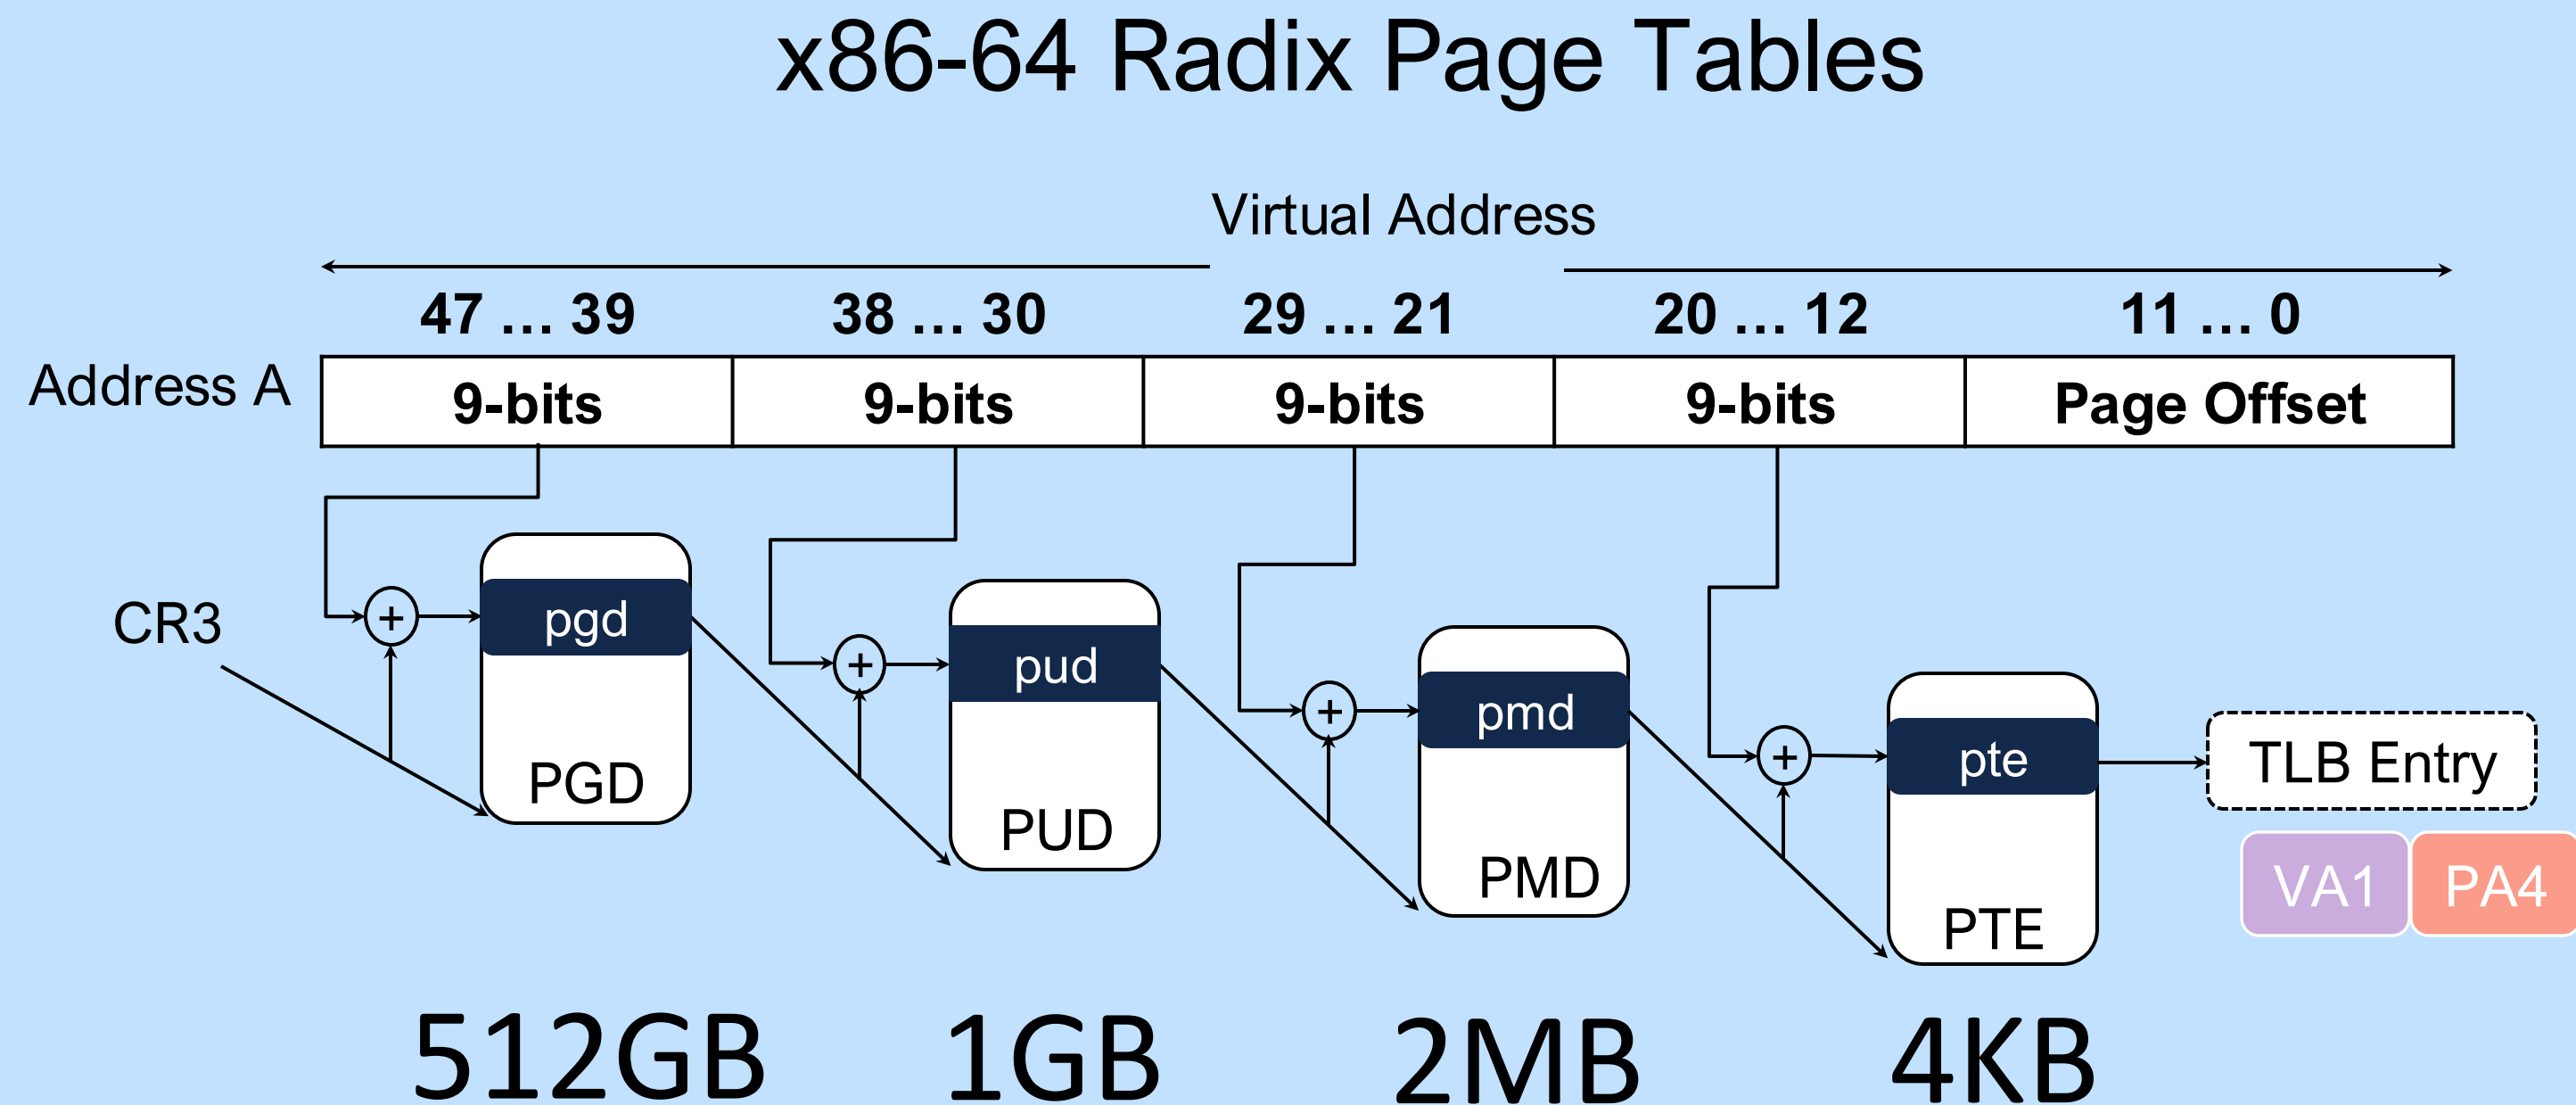 x86-64 Radix Page Tables
Virtual Address
47 ... 39 38 ... 30 29 ... 21 20 ... 12 11 ... 0
Address A 9-bits 9-bits 9-bits 9-bits Page Offset
CR3 + pgd + pud + pmd + pte TLB Entry
PGD PUD PMD PTE VA1 PA4
512GB 1GB 2MB 4KB